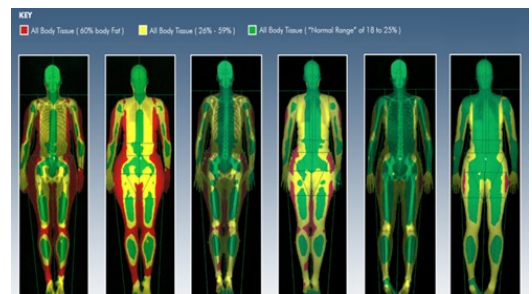 KEY
All Body Tissue ( 60% body Fat ) All Body Tissue ( 26% - 59% ) All Body Tissue ( "Normal Range" of 18 to 25% )